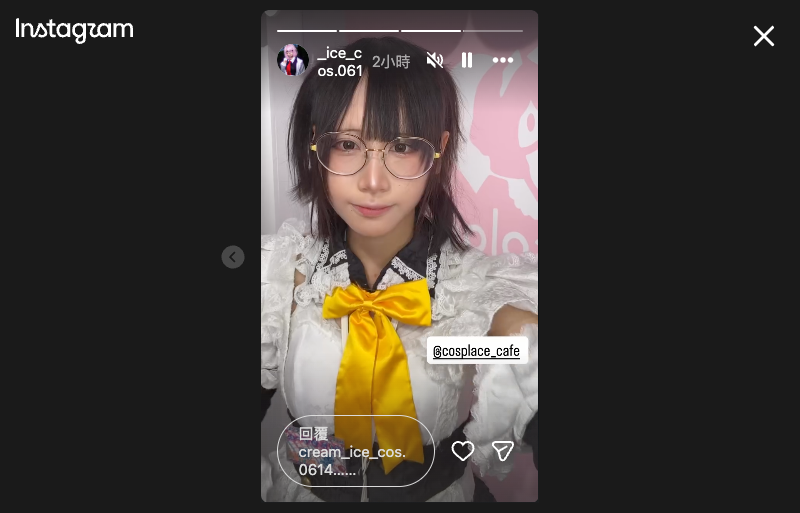 Instagram
_ice_c
os.061
2小時
@cosplace_cafe
回覆
cream_ice_cos.
0614......